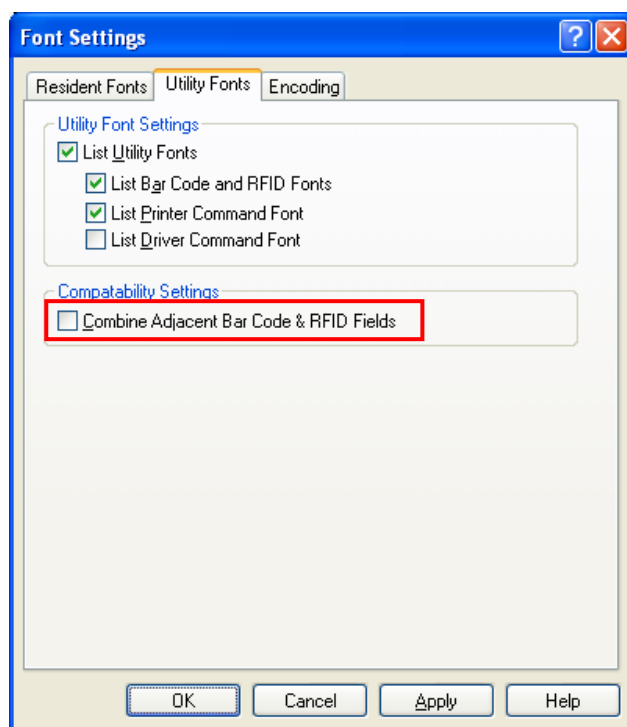 Font Settings
Resident Fonts Utility Fonts Encoding
Utility Font Settings
List Utility Fonts
List Bar Code and RFID Fonts
List Printer Command Font
List Driver Command Font
Compatability Settings
Combine Adjacent Bar Code & RFID Fields
OK Cancel Apply Help